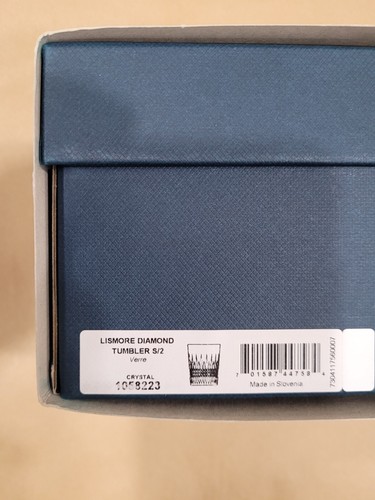 LISMORE DIAMOND
TUMBLER S/2
Verre
CRYSTAL
1058223
Made in Slovenia